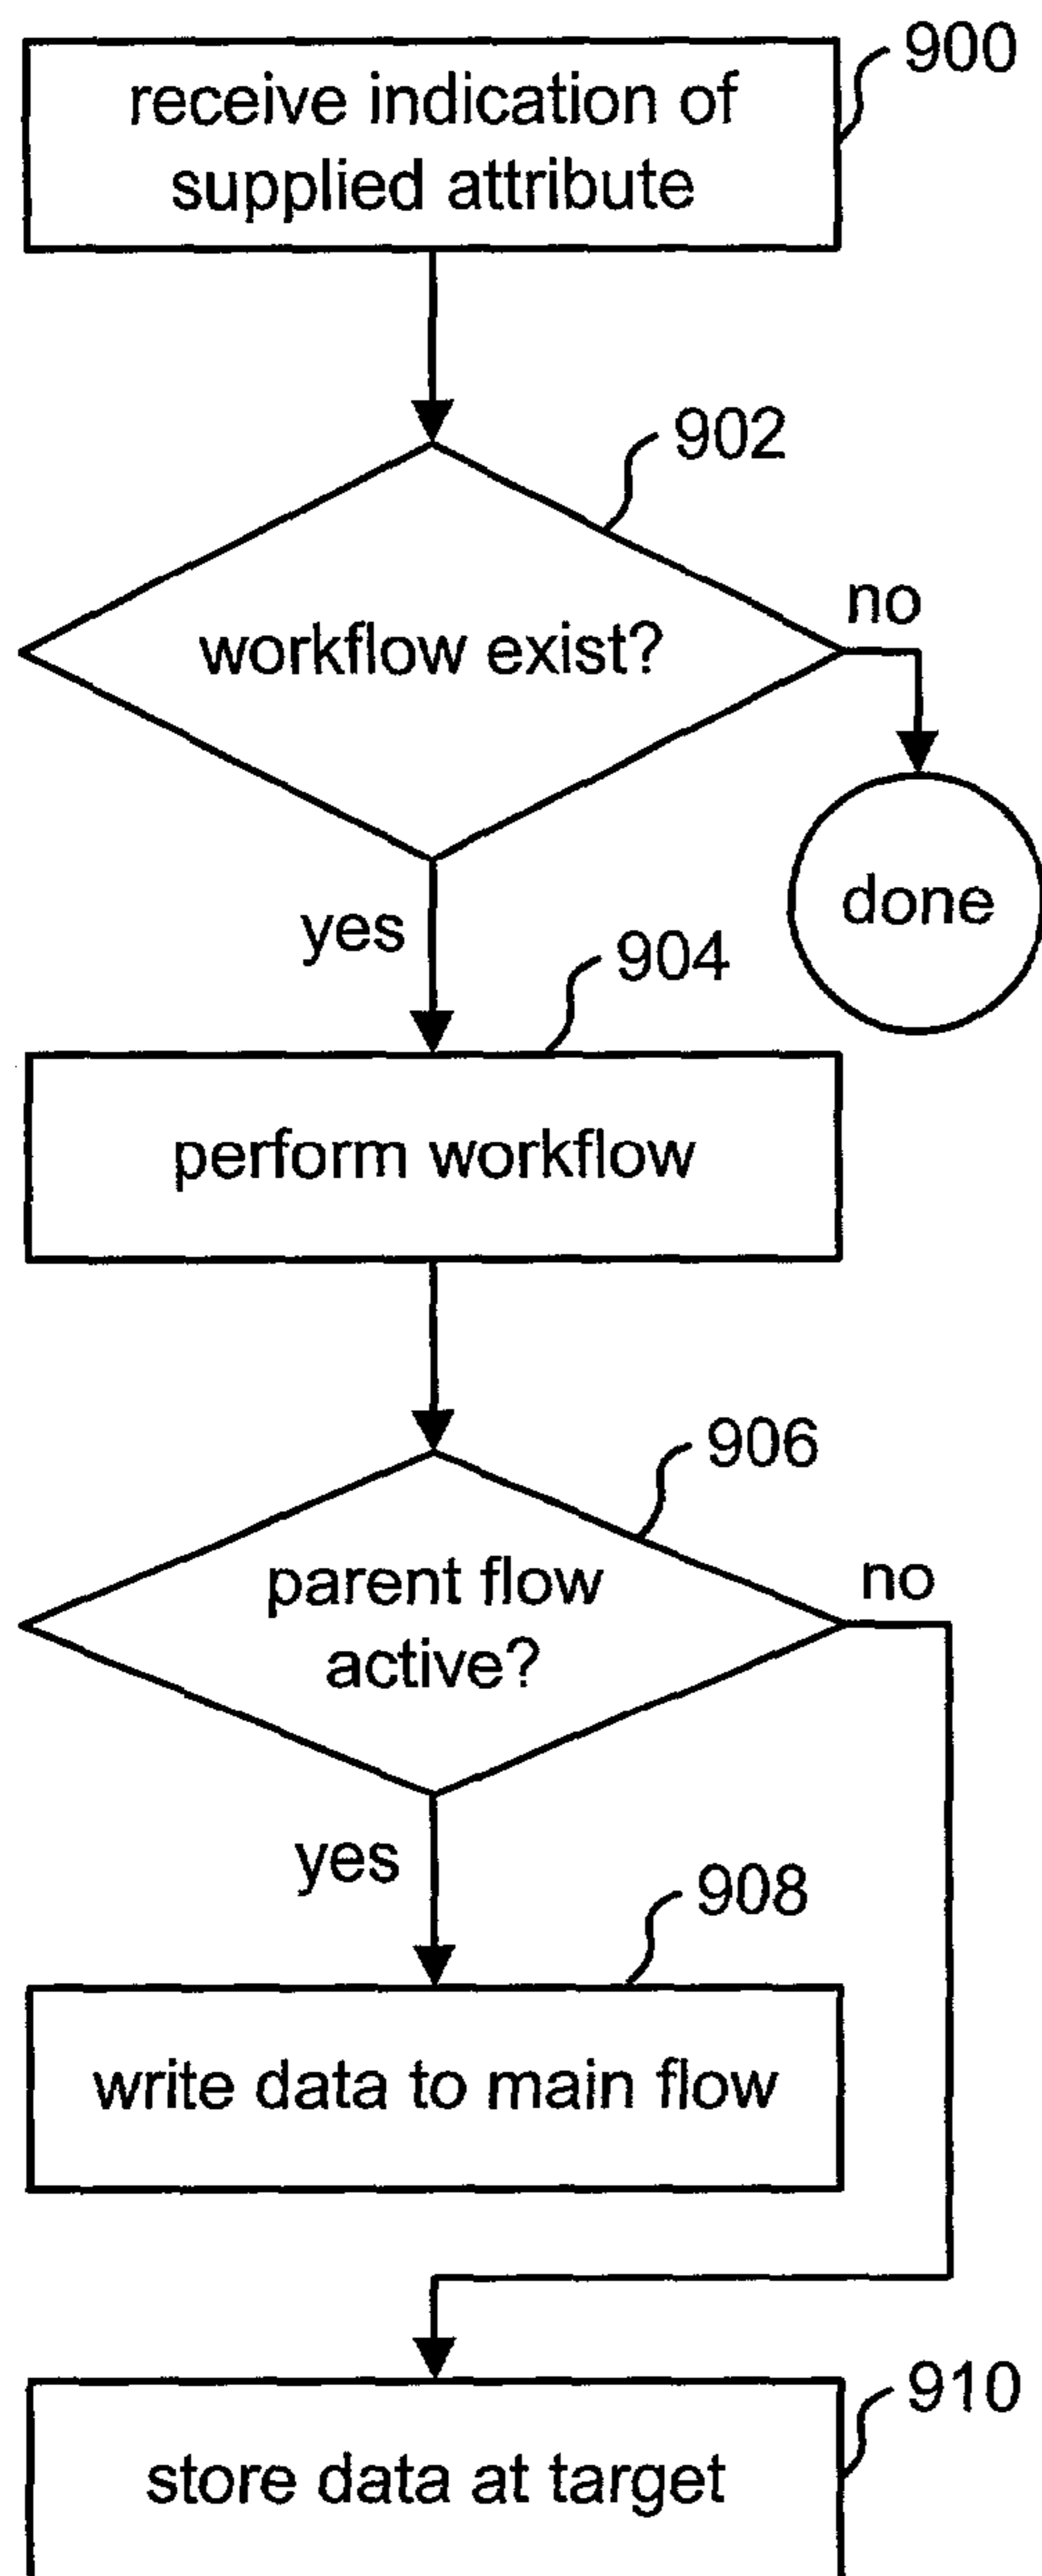 900
receive indication of
supplied attribute
902
no
workflow exist?
done
yes
904
perform workflow
906
parent flow
no
active?
yes
908
write data to main flow
910
store data at target